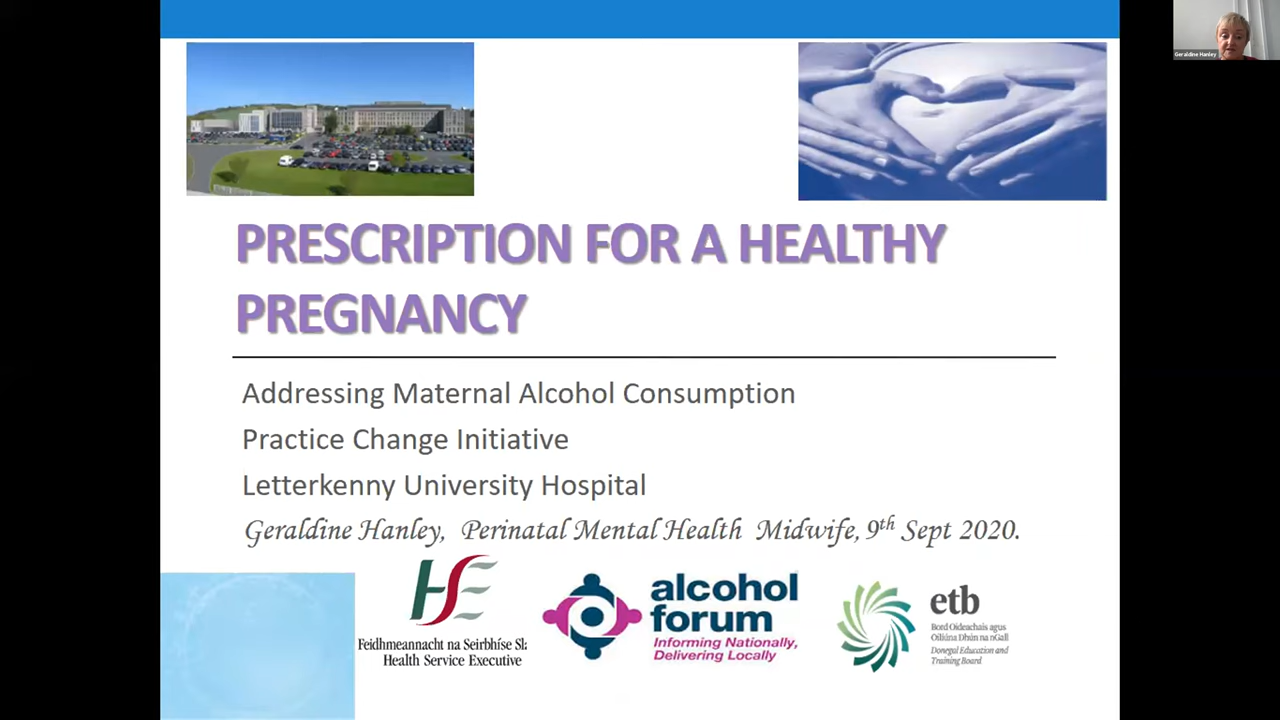 Geraldine Hanley
PRESCRIPTION FOR A HEALTHY
PREGNANCY
Addressing Maternal Alcohol Consumption
Practice Change Initiative
Letterkenny University Hospital
Geraldine Hanley, Perinatal Mental Health Midwife, 9th Sept 2020.
HSE
Feidhmeannacht na Seirbhíse Slá
Health Service Executive
alcohol
forum
Informing Nationally,
Delivering Locally
etb
Bord Oideachais agus
Oiliúna Dhún na nGall
Donegal Education and
Training Board